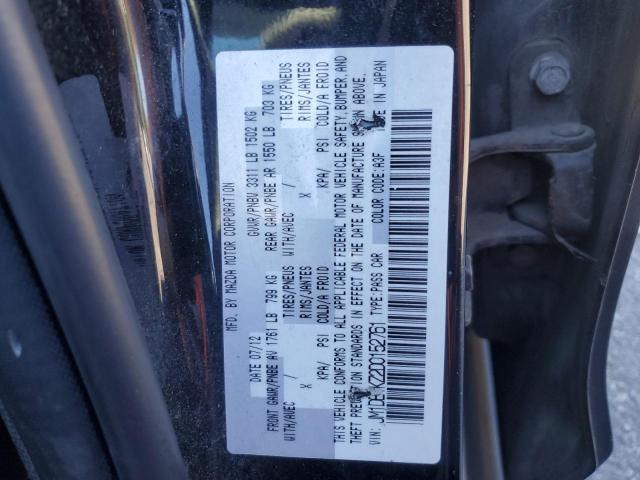 MFD. BY MAZDA MOTOR CORPORATION
DATE 07/12 GVWR/PNBV 3311 LB 1502 KG
FRONT GAWR/PNBE AV 1761 LB 799 KG REAR GAWR/PNBE AR 1550 LB 703 KG
WITH/AVEC / TIRES/PNEUS WITH/AVEC / TIRES/PNEUS
X RIMS/JANTES X RIMS/JANTES
KPA/ PSI COLD/A FROID KPA/ PSI COLD/A FROID
THIS VEHICLE CONFORMS TO ALL APPLICABLE FEDERAL MOTOR VEHICLE SAFETY, BUMPER, AND
THEFT PREVENTION STANDARDS IN EFFECT ON THE DATE OF MANUFACTURE SHOWN ABOVE.
VIN: KZ2D0152761 TYPE:PASS CAR COLOR CODE:A3F IN JAPAN